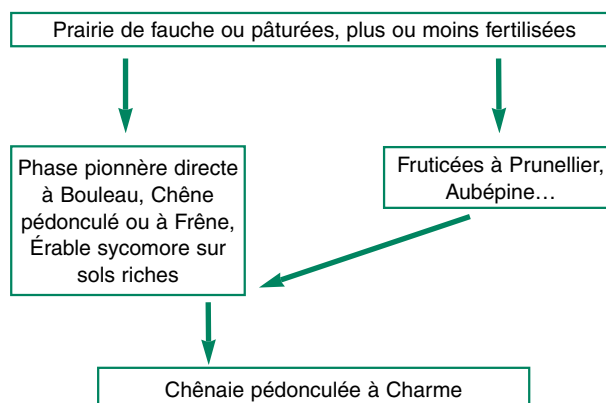 Prairie de fauche ou pâturées, plus ou moins fertilisées
Phase pionnère directe
à Bouleau, Chêne
pédonculé ou à Frêne,
Érable sycomore sur
sols riches
Fruticées à Prunellier,
Aubépine…
Chênaie pédonculée à Charme